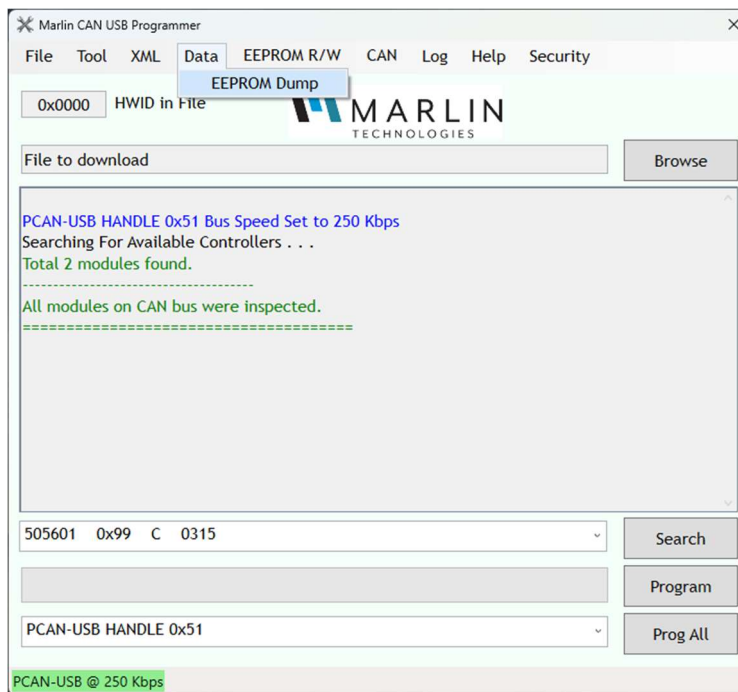 Marlin CAN USB Programmer
File Tool XML Data EEPROM R/W CAN Log Help Security
EEPROM Dump
0x0000 HWID in File
MARLIN
TECHNOLOGIES
File to download Browse
PCAN-USB HANDLE 0x51 Bus Speed Set to 250 Kbps
Searching For Available Controllers . . .
Total 2 modules found.
--------------------------------------
All modules on CAN bus were inspected.
======================================
505601 0x99 C 0315 Search
Program
PCAN-USB HANDLE 0x51 Prog All
PCAN-USB @ 250 Kbps